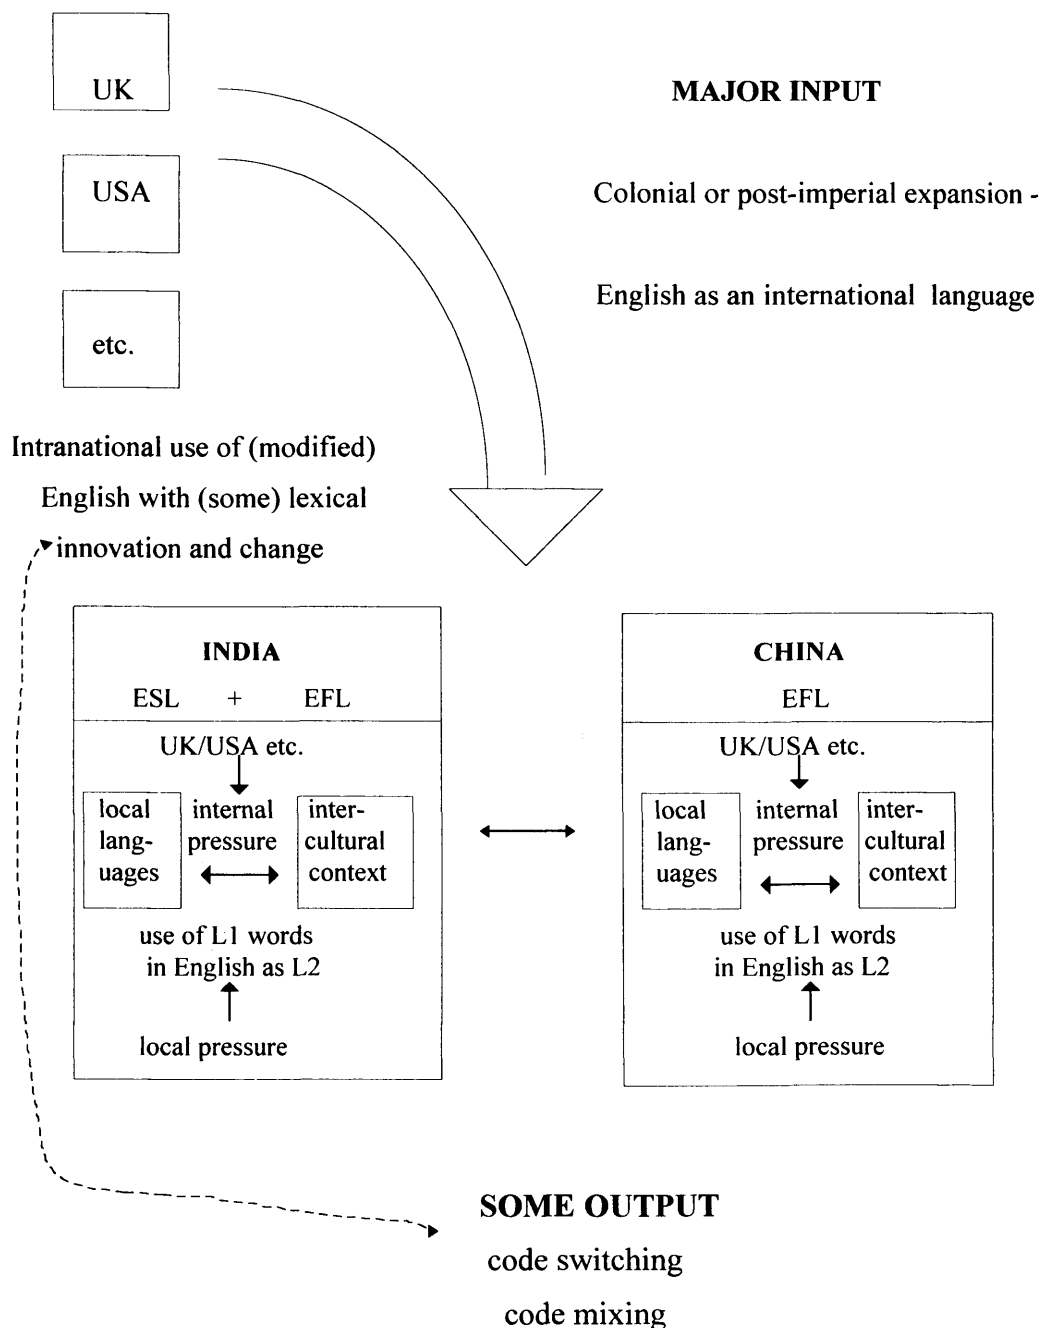 UK
MAJOR INPUT
USA
Colonial or post-imperial expansion -
English as an international language
etc.
Intranational use of (modified)
English with (some) lexical
innovation and change
INDIA
ESL + EFL
UK/USA etc.
local
lang-
uages
internal
pressure
inter-
cultural
context
use of L1 words
in English as L2
local pressure
CHINA
EFL
UK/USA etc.
local
lang-
uages
internal
pressure
inter-
cultural
context
use of L1 words
in English as L2
local pressure
SOME OUTPUT
code switching
code mixing